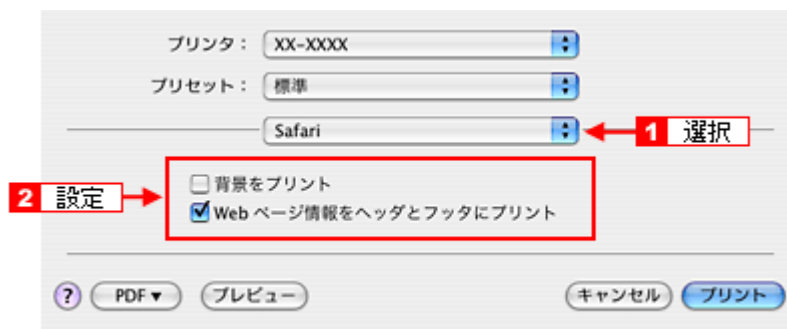 プリンタ： XX-XXXX
プリセット： 標準
Safari 1 選択
背景をプリント
2 設定
Web ページ情報をヘッダとフッタにプリント
? PDF▼ プレビュー キャンセル プリント